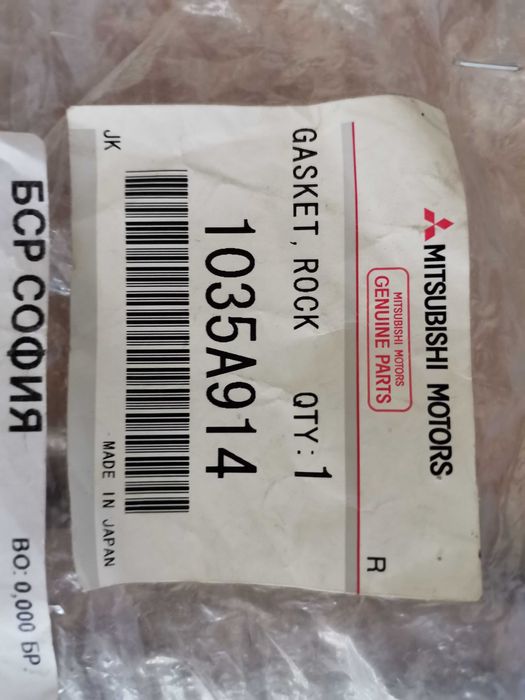 MITSUBISHI MOTORS
MITSUBISHI MOTORS
GENUINE PARTS
R
GASKET, ROCK QTY:1
1035A914
JK MADE IN JAPAN
БСР СОФИЯ
ВО: 0,000 БР.